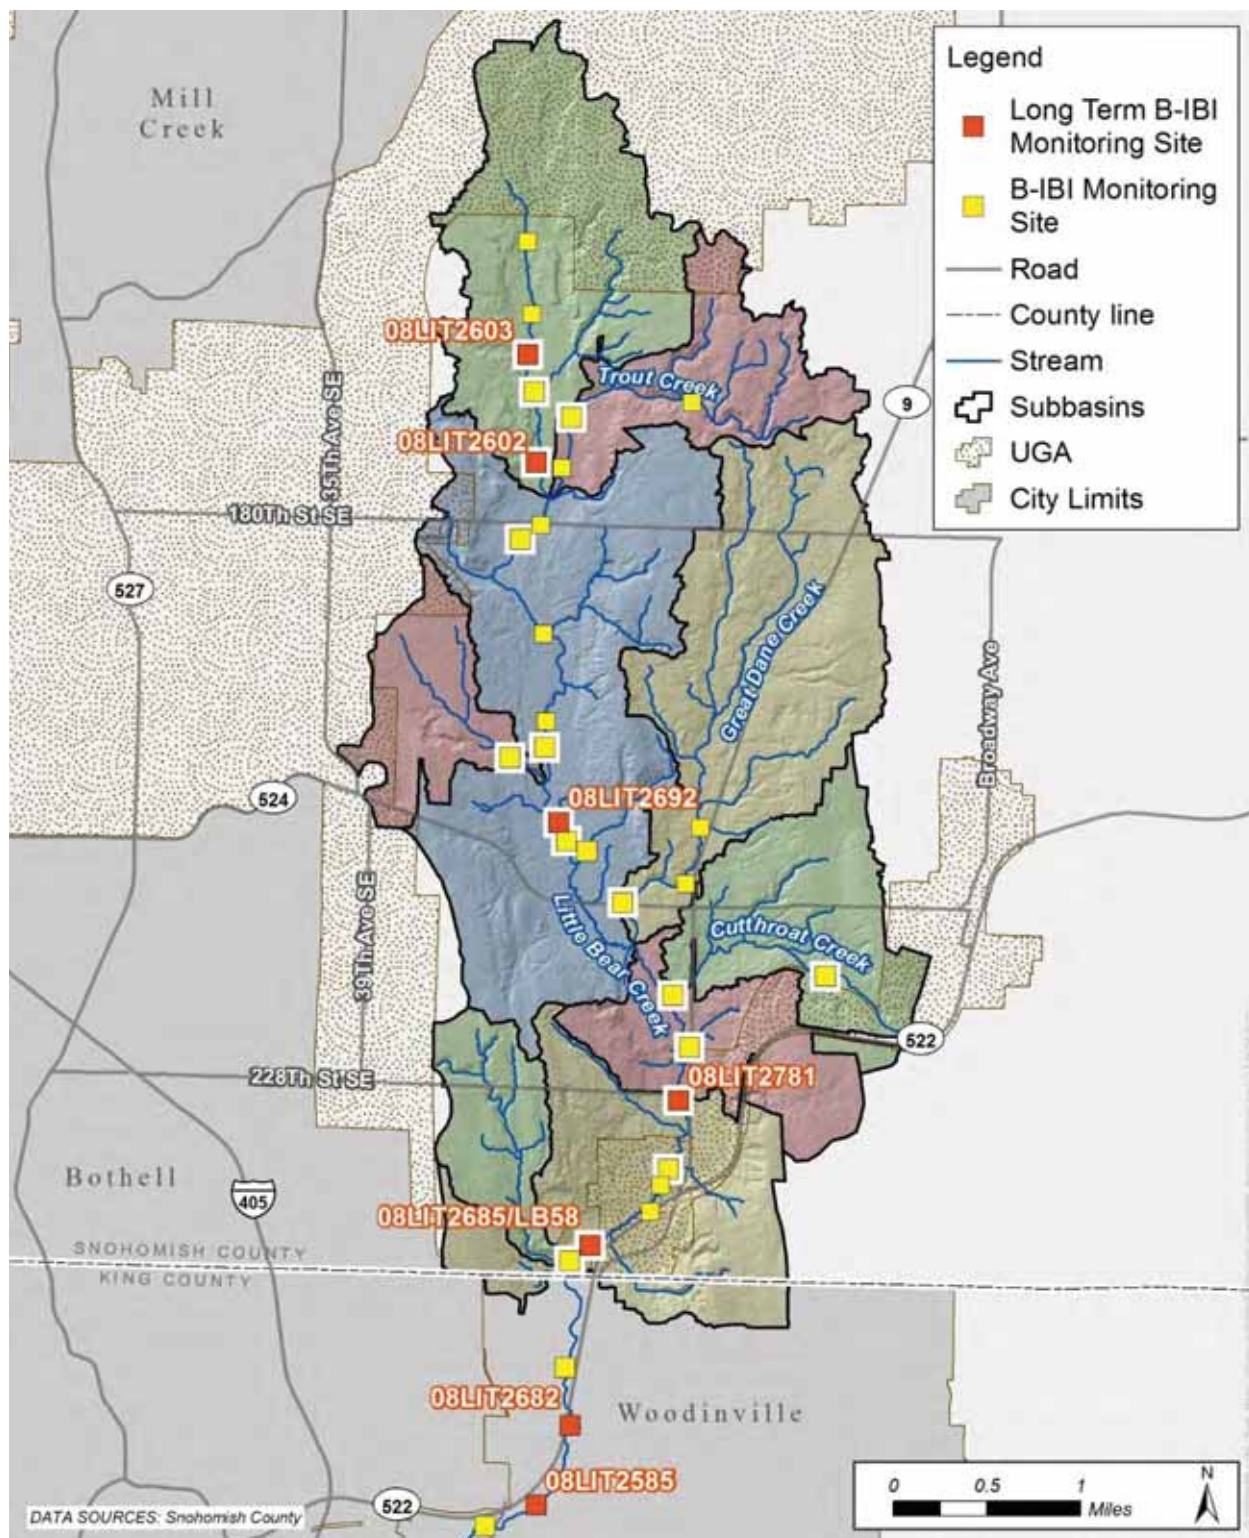 Legend
Long Term B-IBI
Monitoring Site
B-IBI Monitoring
Site
Road
County line
Stream
Subbasins
UGA
City Limits
Mill
Creek
08LIT2603
Trout Creek
9
35Th Ave SE
08LIT2602
180Th St SE
527
Great Dane Creek
Broadway Ave
524
08LIT2692
39Th Ave SE
Little Bear Creek
Cutthroat Creek
522
228Th St SE
08LIT2781
Bothell
405
08LIT2685/LB58
SNOHOMISH COUNTY
KING COUNTY
08LIT2682
Woodinville
08LIT2585
522
0 0.5 1
Miles
N
DATA SOURCES: Snohomish County